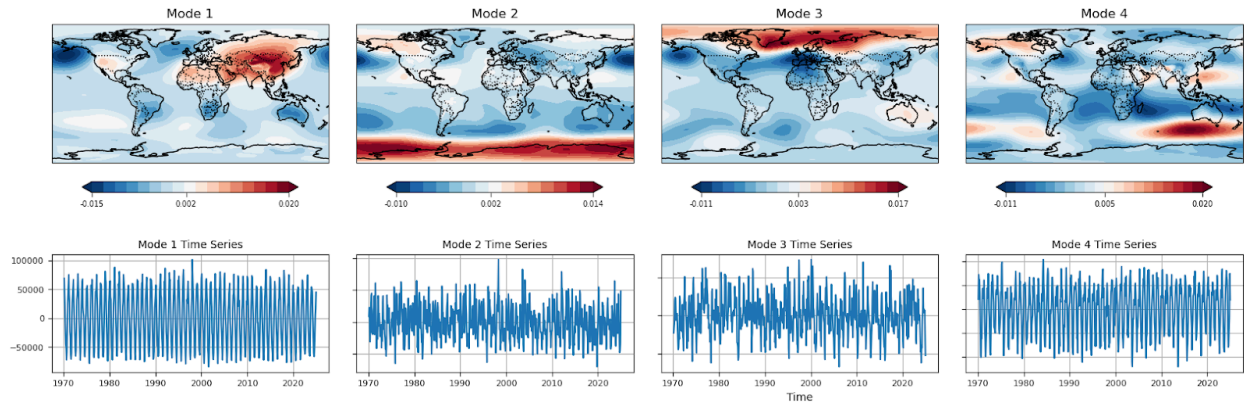 Mode 1
Mode 2
Mode 3
Mode 4
-0.015 0.002 0.020
-0.010 0.002 0.014
-0.011 0.003 0.017
-0.011 0.005 0.020
Mode 1 Time Series
Mode 2 Time Series
Mode 3 Time Series
Mode 4 Time Series
100000
50000
0
−50000
1970 1980 1990 2000 2010 2020
1970 1980 1990 2000 2010 2020
1970 1980 1990 2000 2010 2020
1970 1980 1990 2000 2010 2020
Time